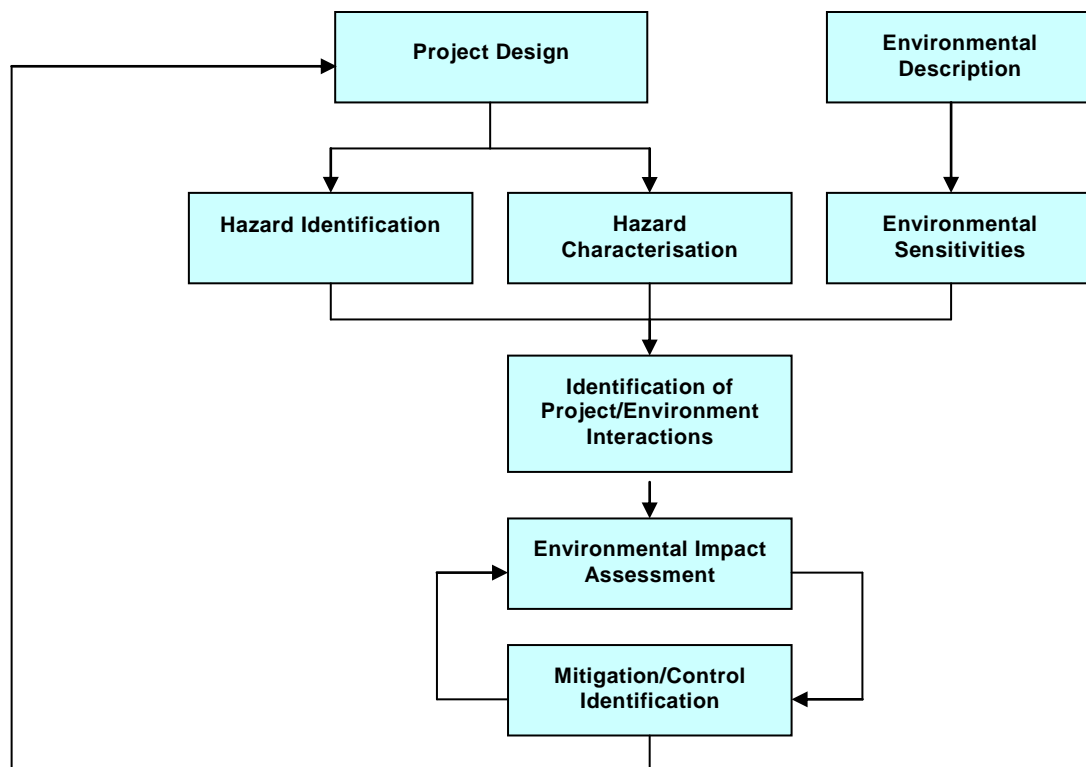 Project Design
Environmental
Description
Hazard Identification
Hazard
Characterisation
Environmental
Sensitivities
Identification of
Project/Environment
Interactions
Environmental Impact
Assessment
Mitigation/Control
Identification